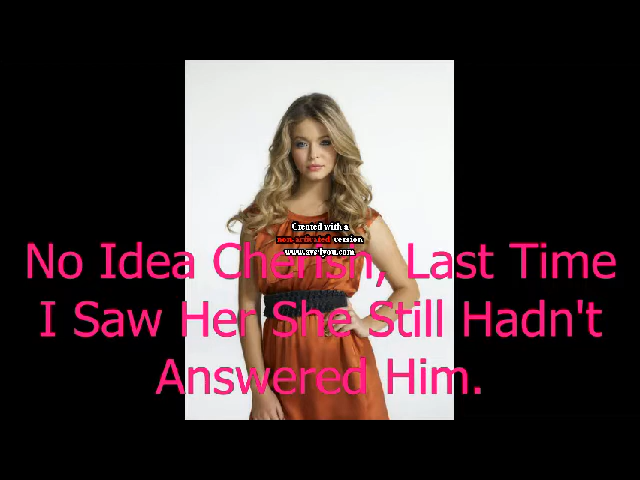 Created with a
non-activated version
www.avs4you.com
No Idea Cherish, Last Time
I Saw Her She Still Hadn't
Answered Him.